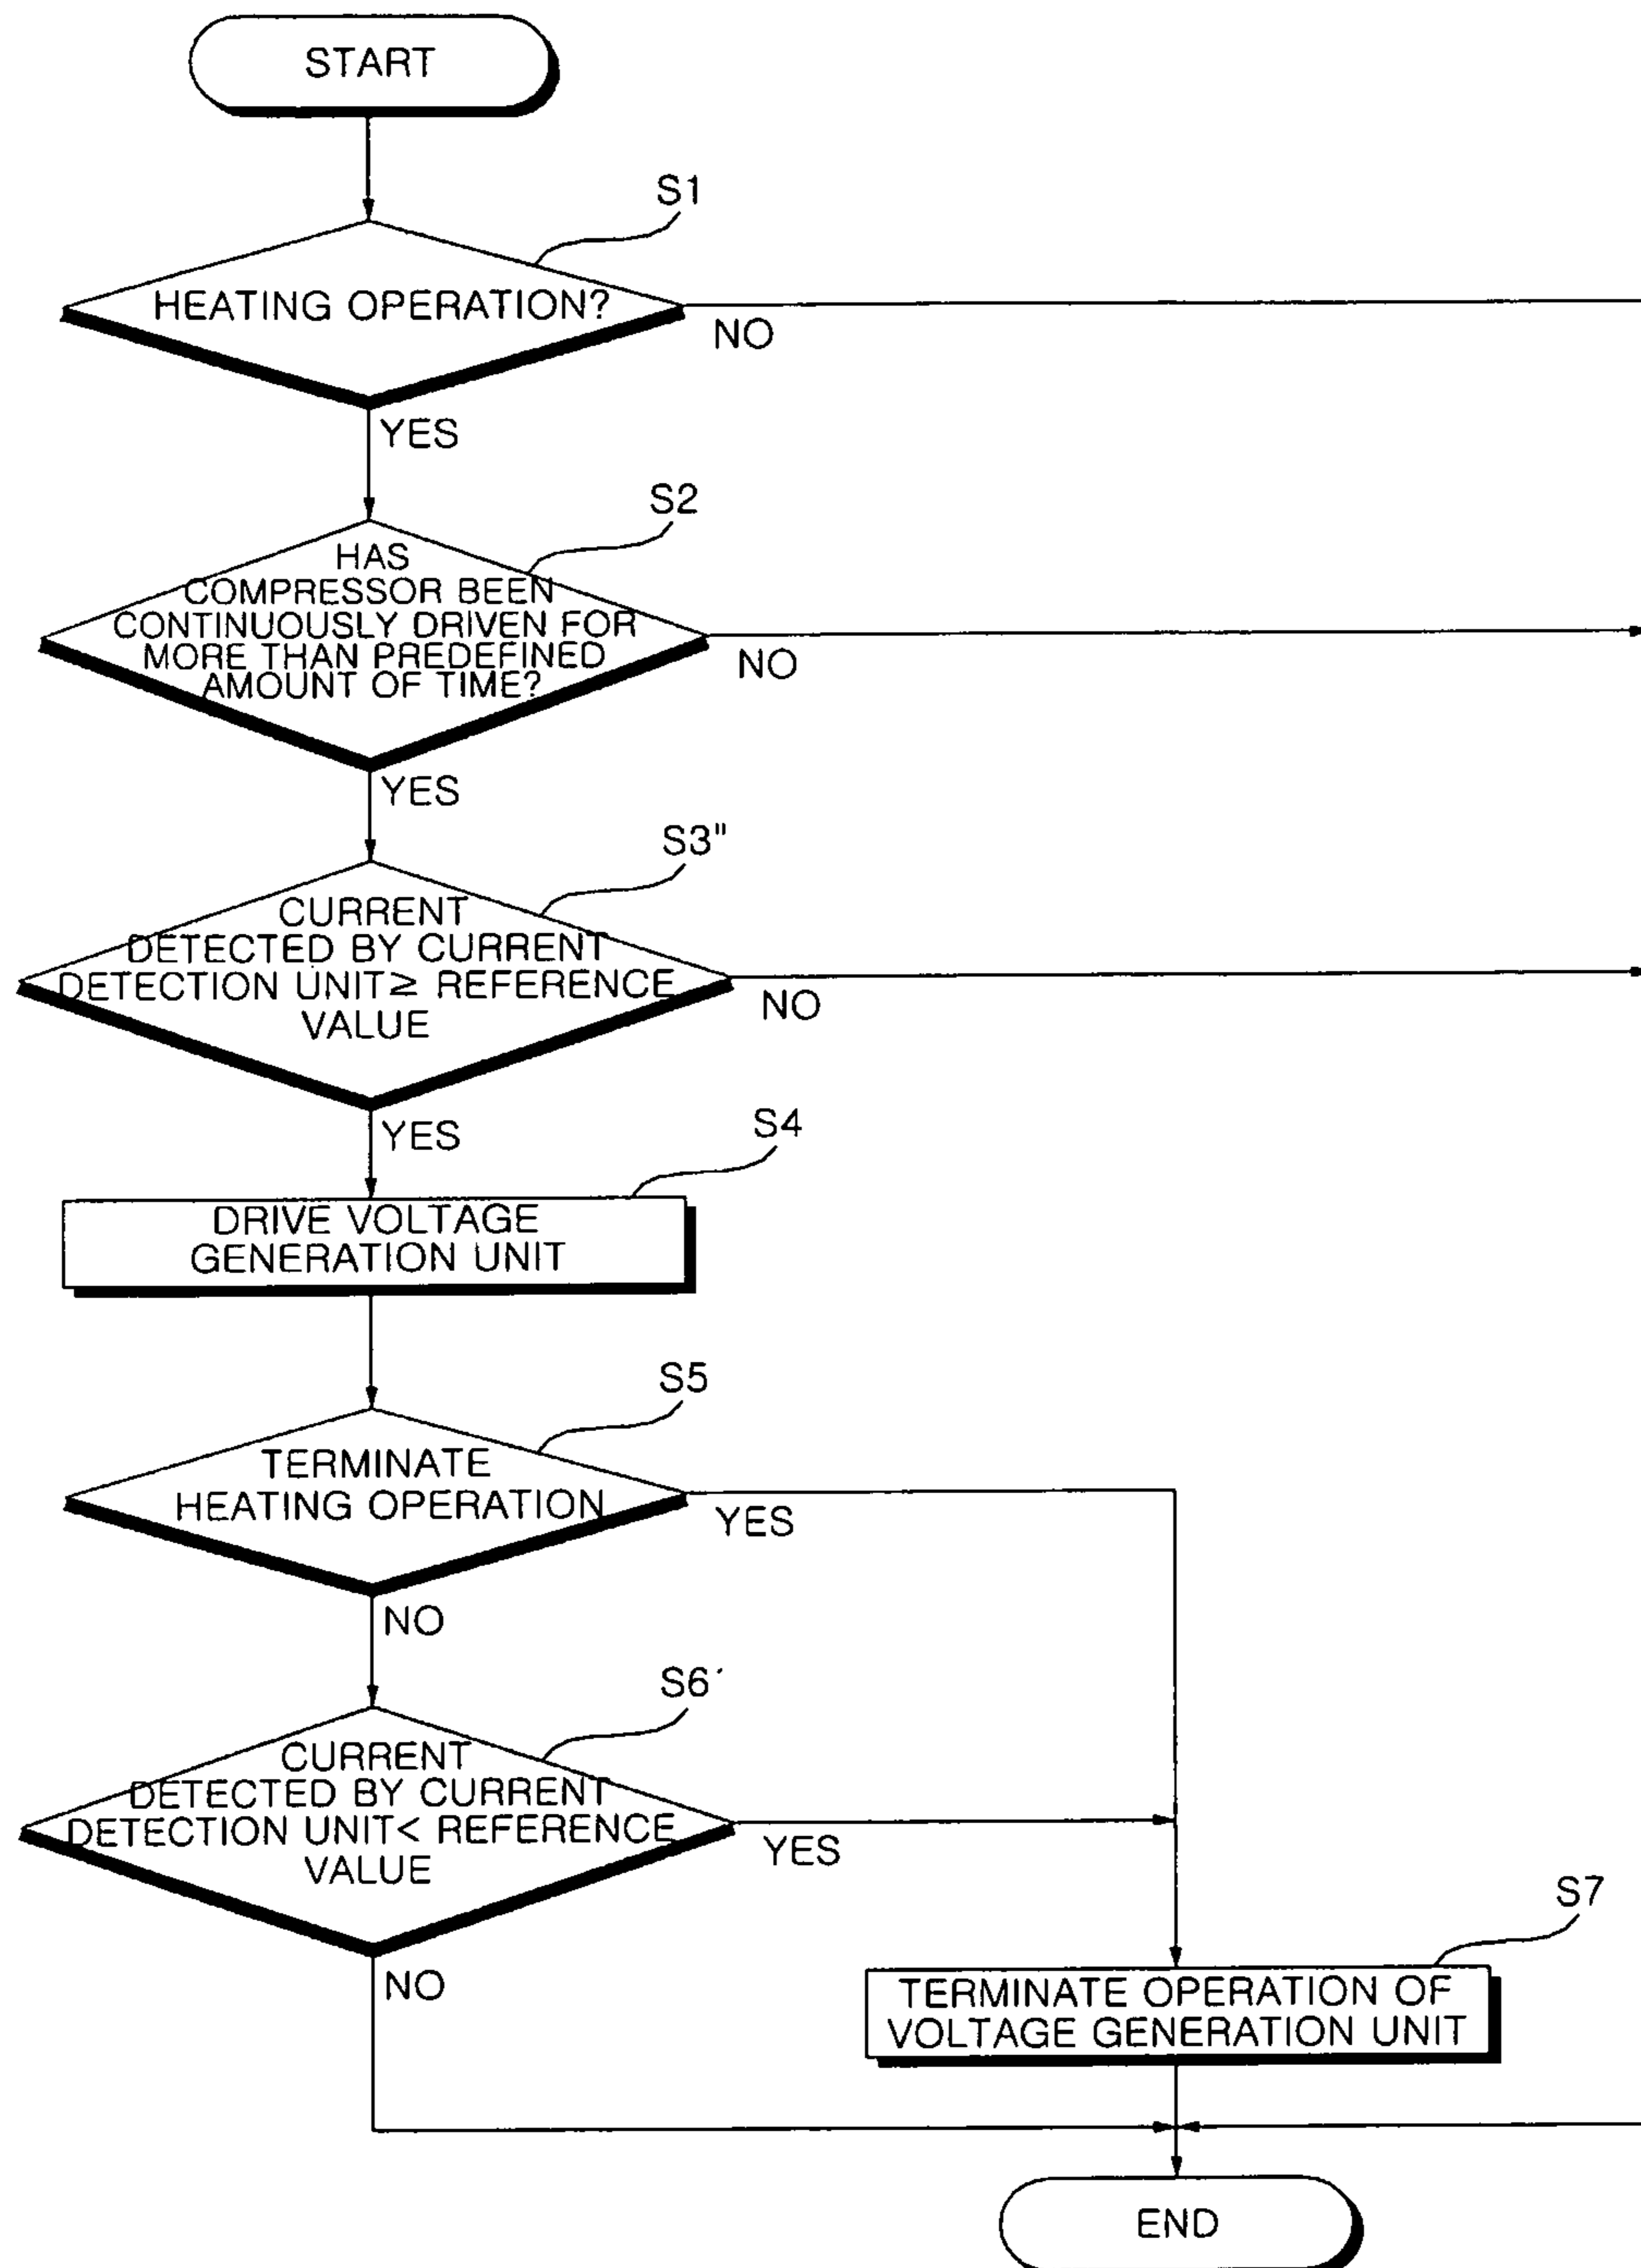 START
S1
HEATING OPERATION?
NO
YES
S2
HAS
COMPRESSOR BEEN
CONTINUOUSLY DRIVEN FOR
MORE THAN PREDEFINED
AMOUNT OF TIME?
NO
YES
S3"
CURRENT
DETECTED BY CURRENT
DETECTION UNIT≥ REFERENCE
VALUE
NO
YES
S4
DRIVE VOLTAGE
GENERATION UNIT
S5
TERMINATE
HEATING OPERATION
YES
NO
S6'
CURRENT
DETECTED BY CURRENT
DETECTION UNIT< REFERENCE
VALUE
YES
NO
S7
TERMINATE OPERATION OF
VOLTAGE GENERATION UNIT
END